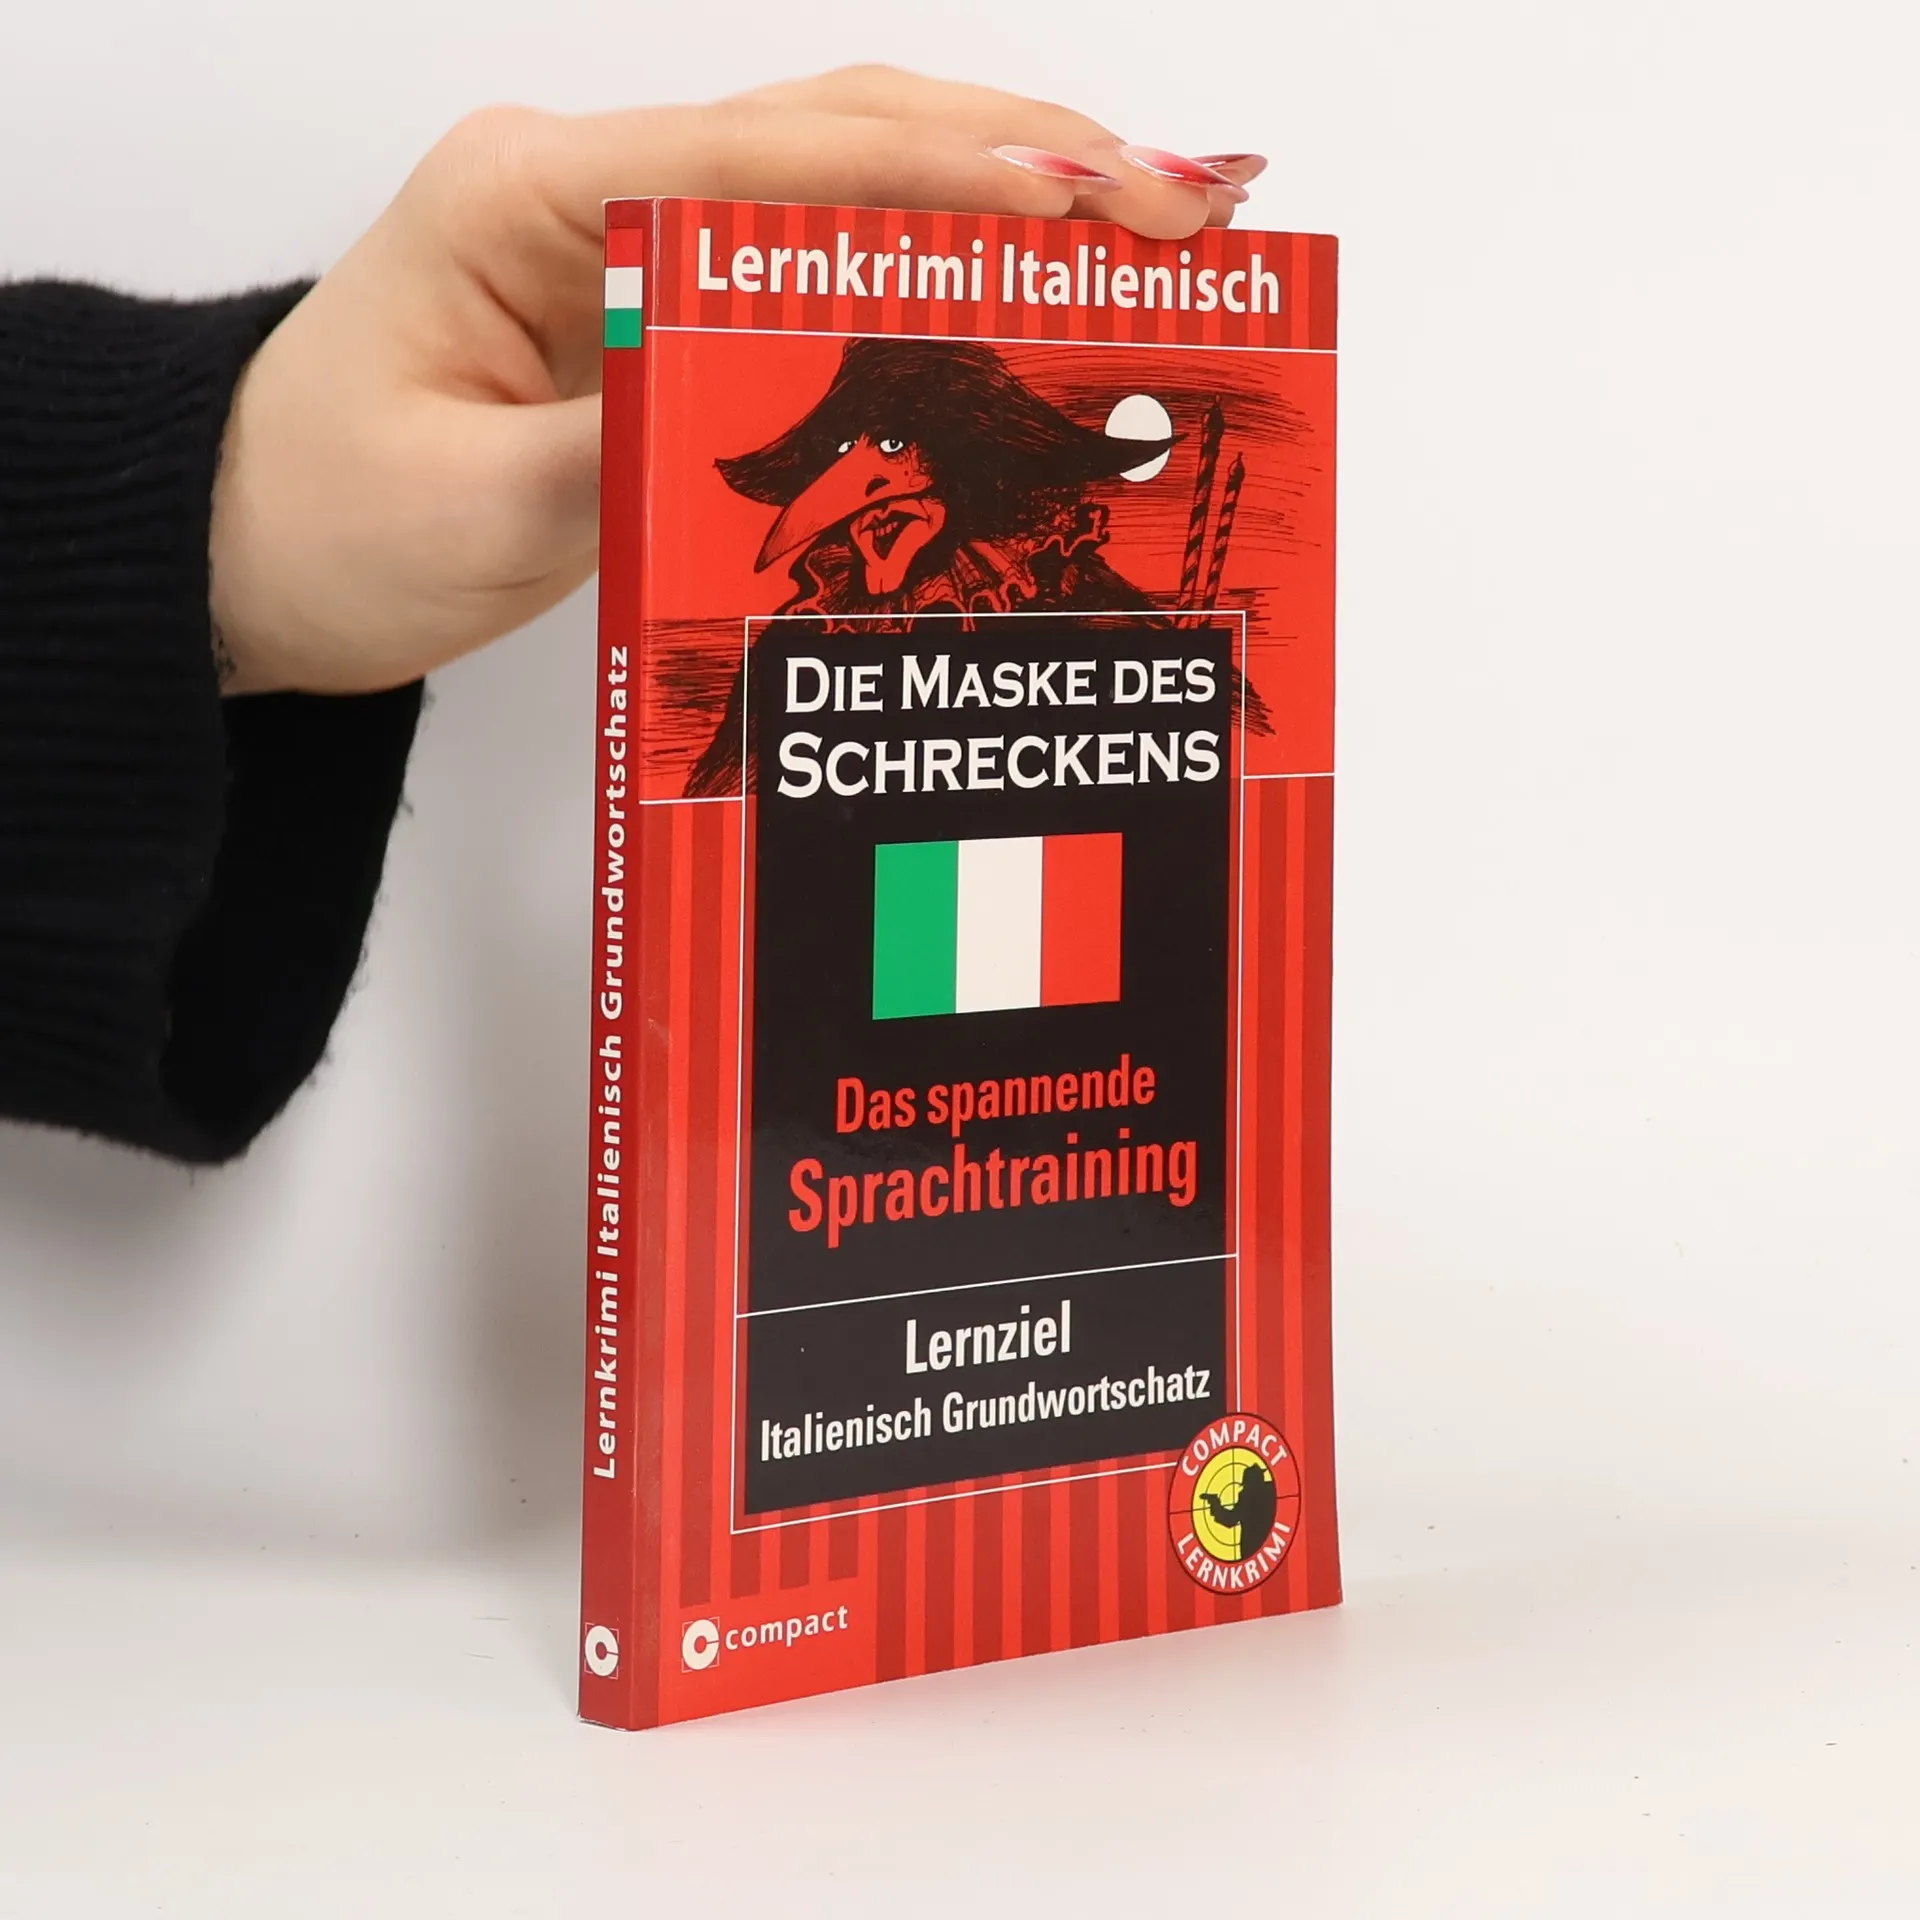 Lernkrimi Italienisch
DIE MASKE DES
SCHRECKENS
Das spannende
Sprachtraining
Lernziel
Italienisch Grundwortschatz
COMPACT
LERNKRIMI
compact
Lernkrimi Italienisch Grundwortschatz